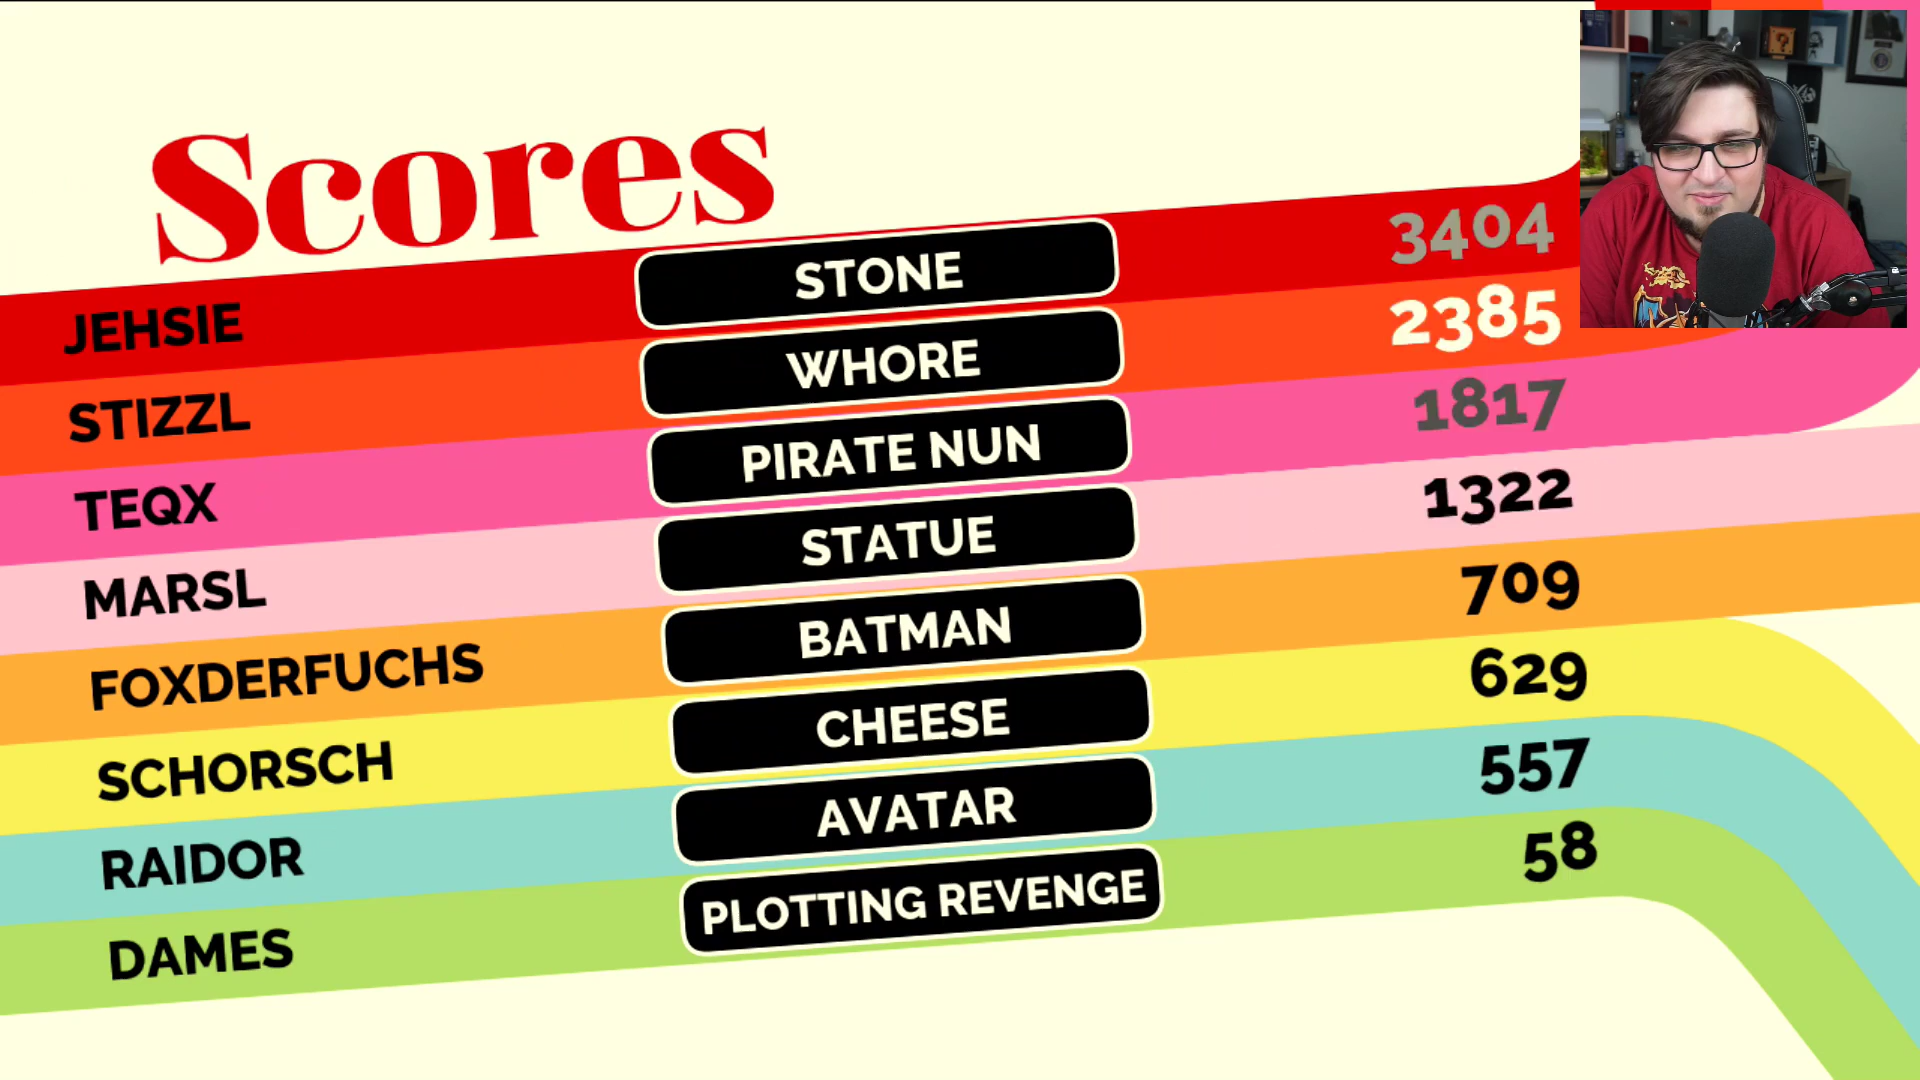 Scores
JEHSIE STONE 3404
STIZZL WHORE 2385
TEQX PIRATE NUN 1817
MARSL STATUE 1322
FOXDERFUCHS BATMAN 709
SCHORSCH CHEESE 629
RAIDOR AVATAR 557
DAMES PLOTTING REVENGE 58